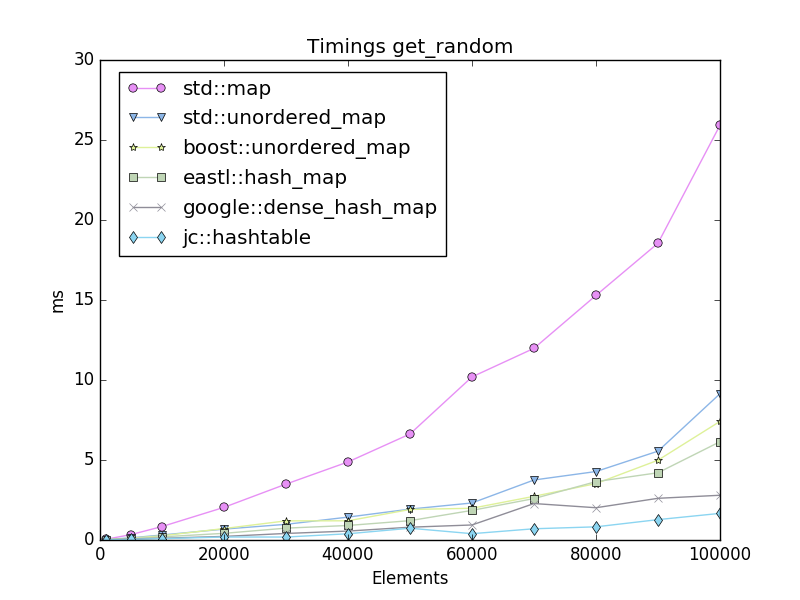 Timings get_random
30
25
20
15
10
5
0
ms
std::map
std::unordered_map
boost::unordered_map
eastl::hash_map
google::dense_hash_map
jc::hashtable
0 20000 40000 60000 80000 100000
Elements